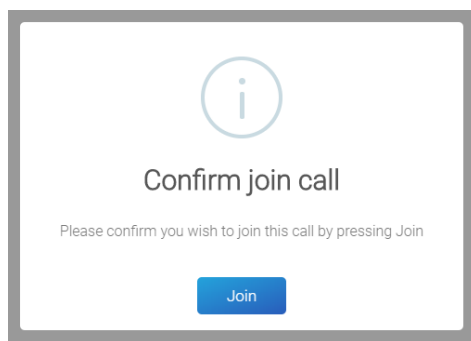 Confirm join call
Please confirm you wish to join this call by pressing Join
Join